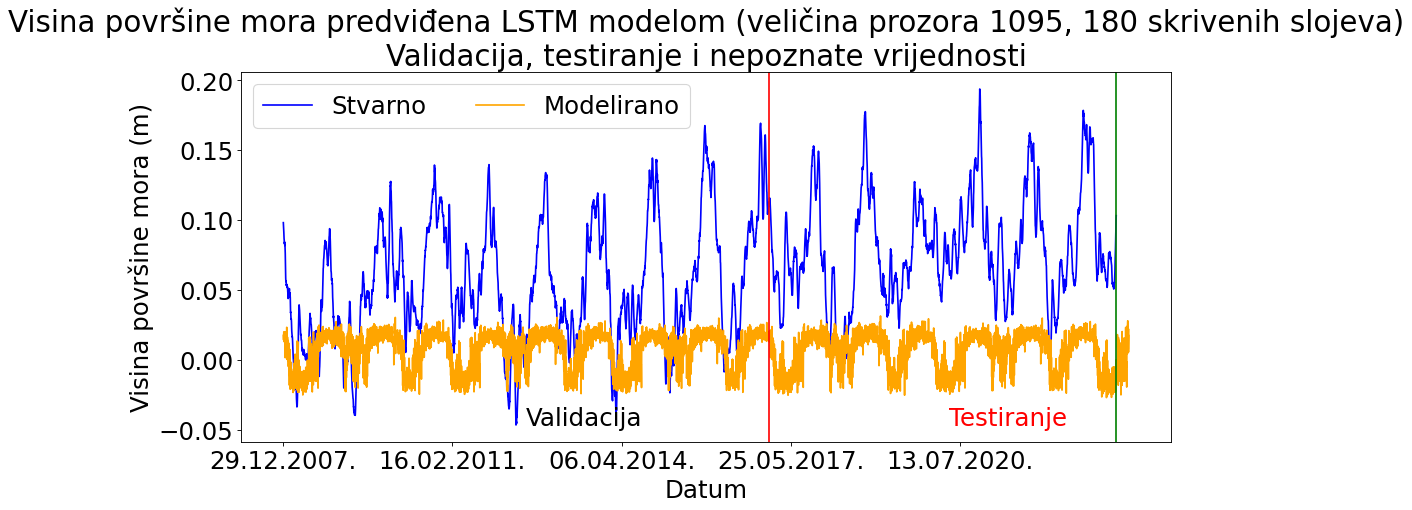 Visina površine mora predviđena LSTM modelom (veličina prozora 1095, 180 skrivenih slojeva)
Validacija, testiranje i nepoznate vrijednosti
Stvarno
Modelirano
Visina površine mora (m)
0.20
0.15
0.10
0.05
0.00
−0.05
Validacija
Testiranje
29.12.2007.
16.02.2011.
06.04.2014.
25.05.2017.
13.07.2020.
Datum